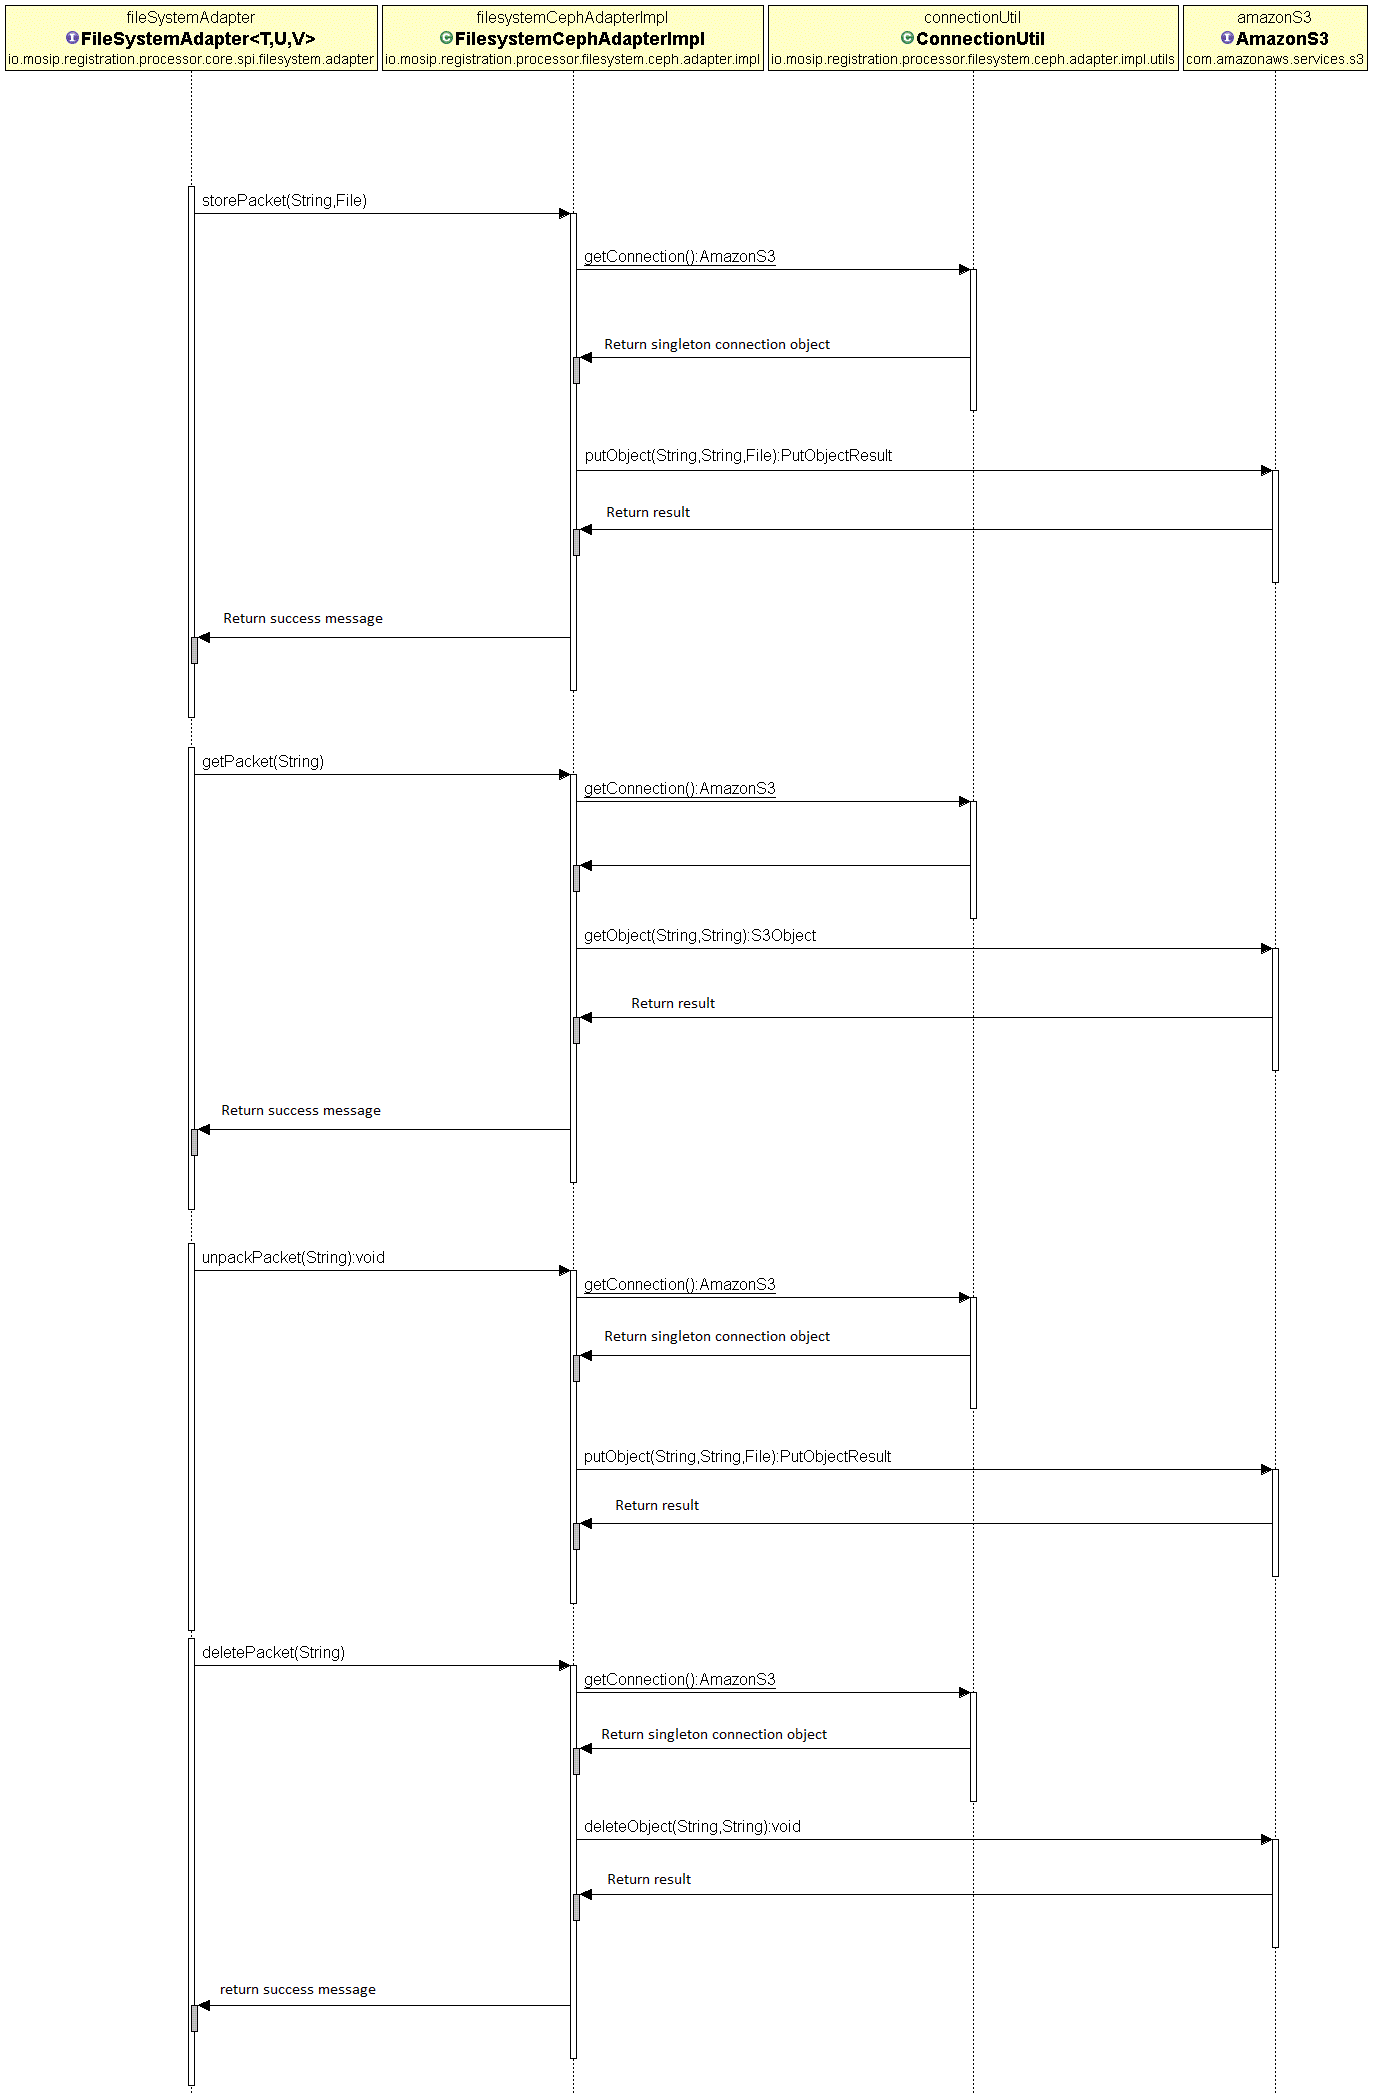 fileSystemAdapter
FileSystemAdapter<T,U,V>
io.mosip.registration.processor.core.spi.filesystem.adapter
filesystemCephAdapterImpl
FilesystemCephAdapterImpl
io.mosip.registration.processor.filesystem.ceph.adapter.impl
connectionUtil
ConnectionUtil
io.mosip.registration.processor.filesystem.ceph.adapter.impl.utils
amazonS3
AmazonS3
com.amazonaws.services.s3
storePacket(String,File)
getConnection():AmazonS3
Return singleton connection object
putObject(String,String,File):PutObjectResult
Return result
Return success message
getPacket(String)
getConnection():AmazonS3
getObject(String,String):S3Object
Return result
Return success message
unpackPacket(String):void
getConnection():AmazonS3
Return singleton connection object
putObject(String,String,File):PutObjectResult
Return result
deletePacket(String)
getConnection():AmazonS3
Return singleton connection object
deleteObject(String,String):void
Return result
return success message